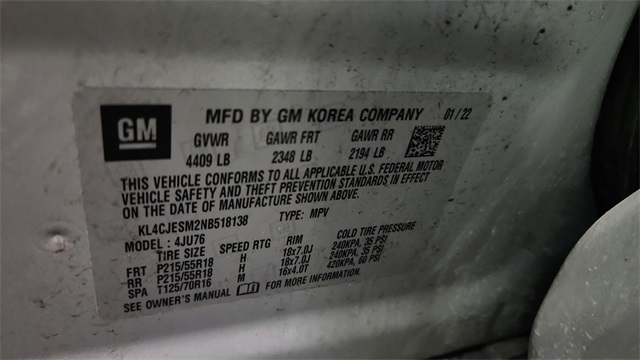 GM
MFD BY GM KOREA COMPANY 01/22
GVWR GAWR FRT GAWR RR
4409 LB 2348 LB 2194 LB
THIS VEHICLE CONFORMS TO ALL APPLICABLE U.S. FEDERAL MOTOR
VEHICLE SAFETY AND THEFT PREVENTION STANDARDS IN EFFECT
ON THE DATE OF MANUFACTURE SHOWN ABOVE.
KL4CJESM2NB518138 TYPE: MPV
MODEL: 4JU76
TIRE SIZE SPEED RTG RIM COLD TIRE PRESSURE
FRT P215/55R18 H 18x7.0J 240KPA, 35 PSI
RR P215/55R18 H 18x7.0J 240KPA, 35 PSI
SPA T125/70R16 M 16x4.0T 420KPA, 60 PSI
SEE OWNER'S MANUAL FOR MORE INFORMATION.